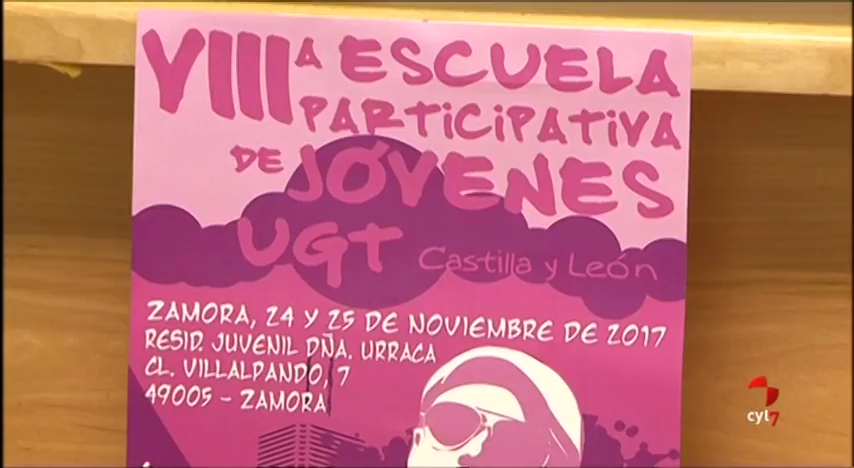 VIIIA ESCUELA
PARTICIPATIVA
DE JÓVENES
UGT Castilla y León
ZAMORA, 24 Y 25 DE NOVIEMBRE DE 2017
RESID. JUVENIL DÑA. URRACA
CL. VILLALPANDO, 7
49005 - ZAMORA
cyl7